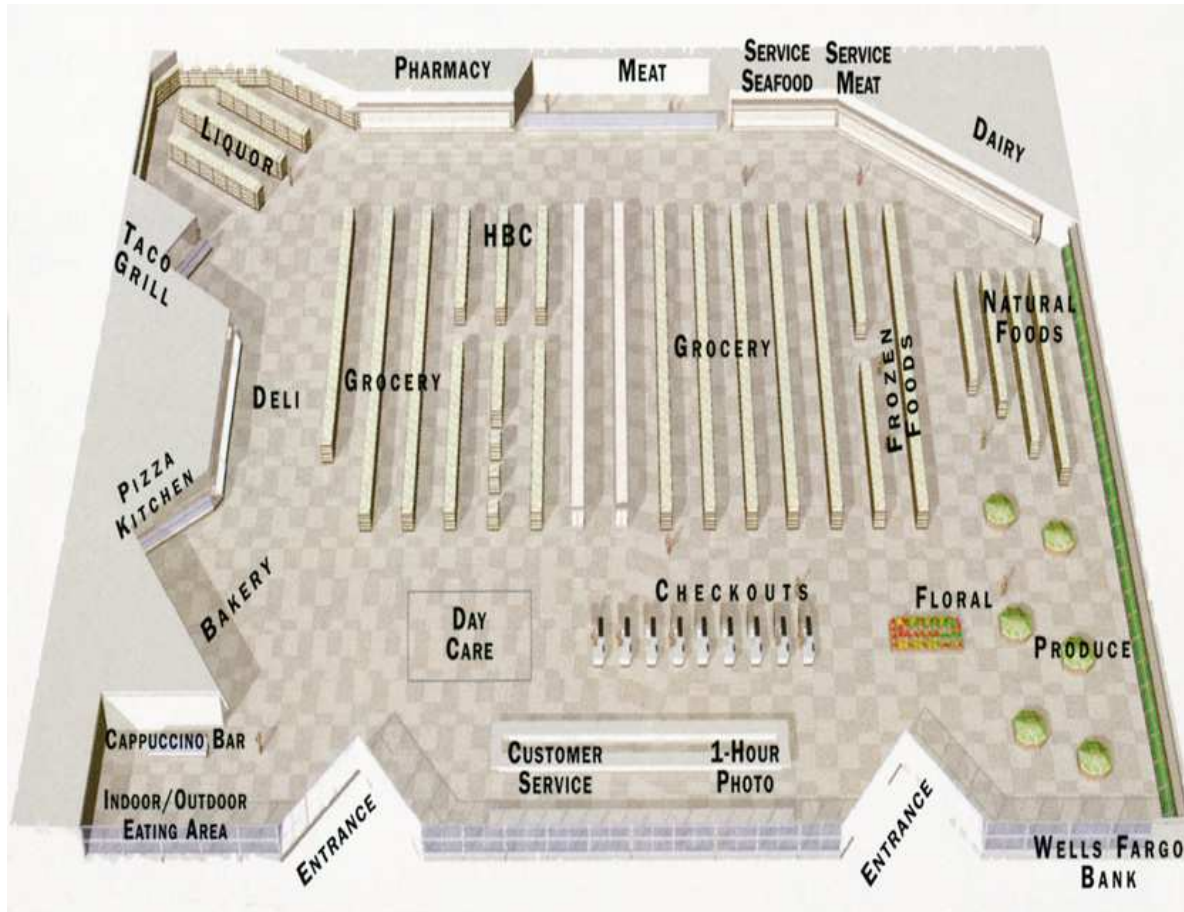 PHARMACY
MEAT
SERVICE
SEAFOOD
SERVICE
MEAT
LIQUOR
DAIRY
TACO
GRILL
HBC
NATURAL
FOODS
GROCERY
GROCERY
FROZEN
FOODS
DELI
PIZZA
KITCHEN
BAKERY
DAY
CARE
CHECKOUTS
FLORAL
PRODUCE
CAPPUCCINO BAR
CUSTOMER
SERVICE
1-HOUR
PHOTO
INDOOR/OUTDOOR
EATING AREA
ENTRANCE
ENTRANCE
WELLS FARGO
BANK